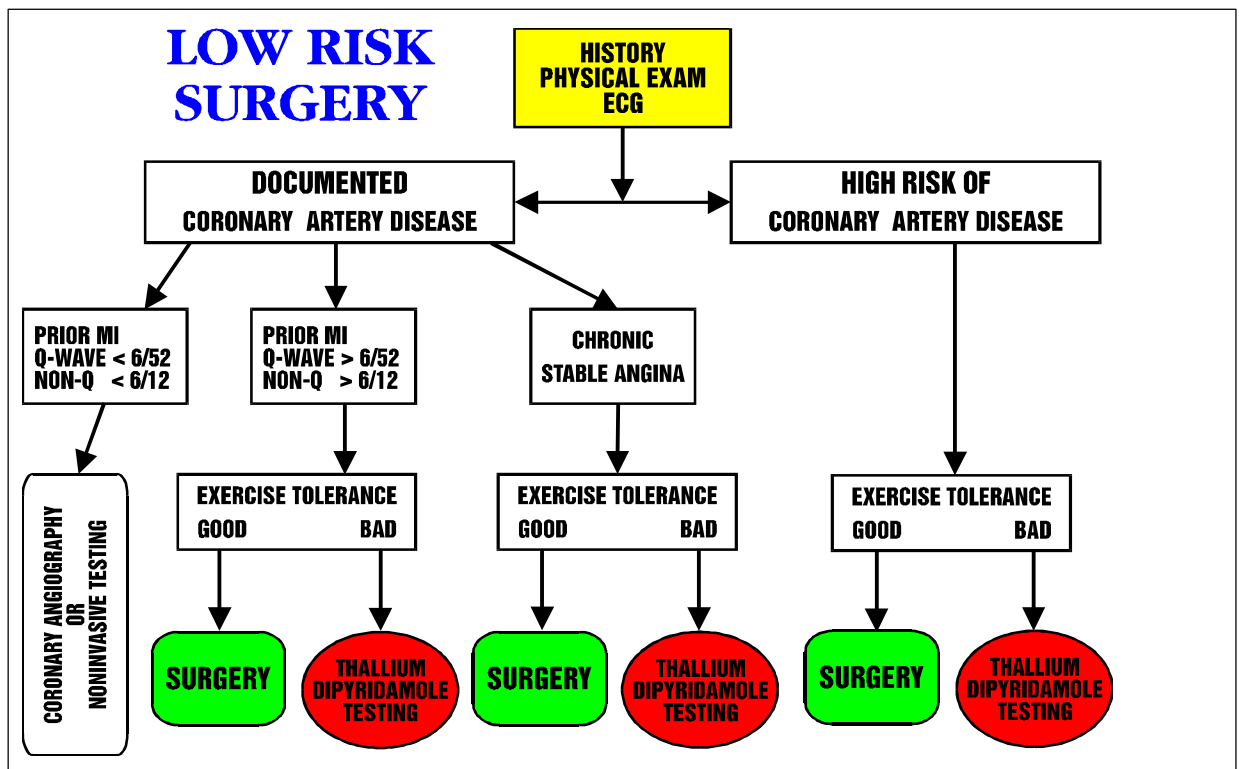 LOW RISK
SURGERY
HISTORY
PHYSICAL EXAM
ECG
DOCUMENTED
CORONARY ARTERY DISEASE
HIGH RISK OF
CORONARY ARTERY DISEASE
PRIOR MI
Q-WAVE < 6/52
NON-Q < 6/12
PRIOR MI
Q-WAVE > 6/52
NON-Q > 6/12
CHRONIC
STABLE ANGINA
CORONARY ANGIOGRAPHY
OR
NONINVASIVE TESTING
EXERCISE TOLERANCE
GOOD BAD
EXERCISE TOLERANCE
GOOD BAD
EXERCISE TOLERANCE
GOOD BAD
SURGERY
THALLIUM
DIPYRIDAMOLE
TESTING
SURGERY
THALLIUM
DIPYRIDAMOLE
TESTING
SURGERY
THALLIUM
DIPYRIDAMOLE
TESTING